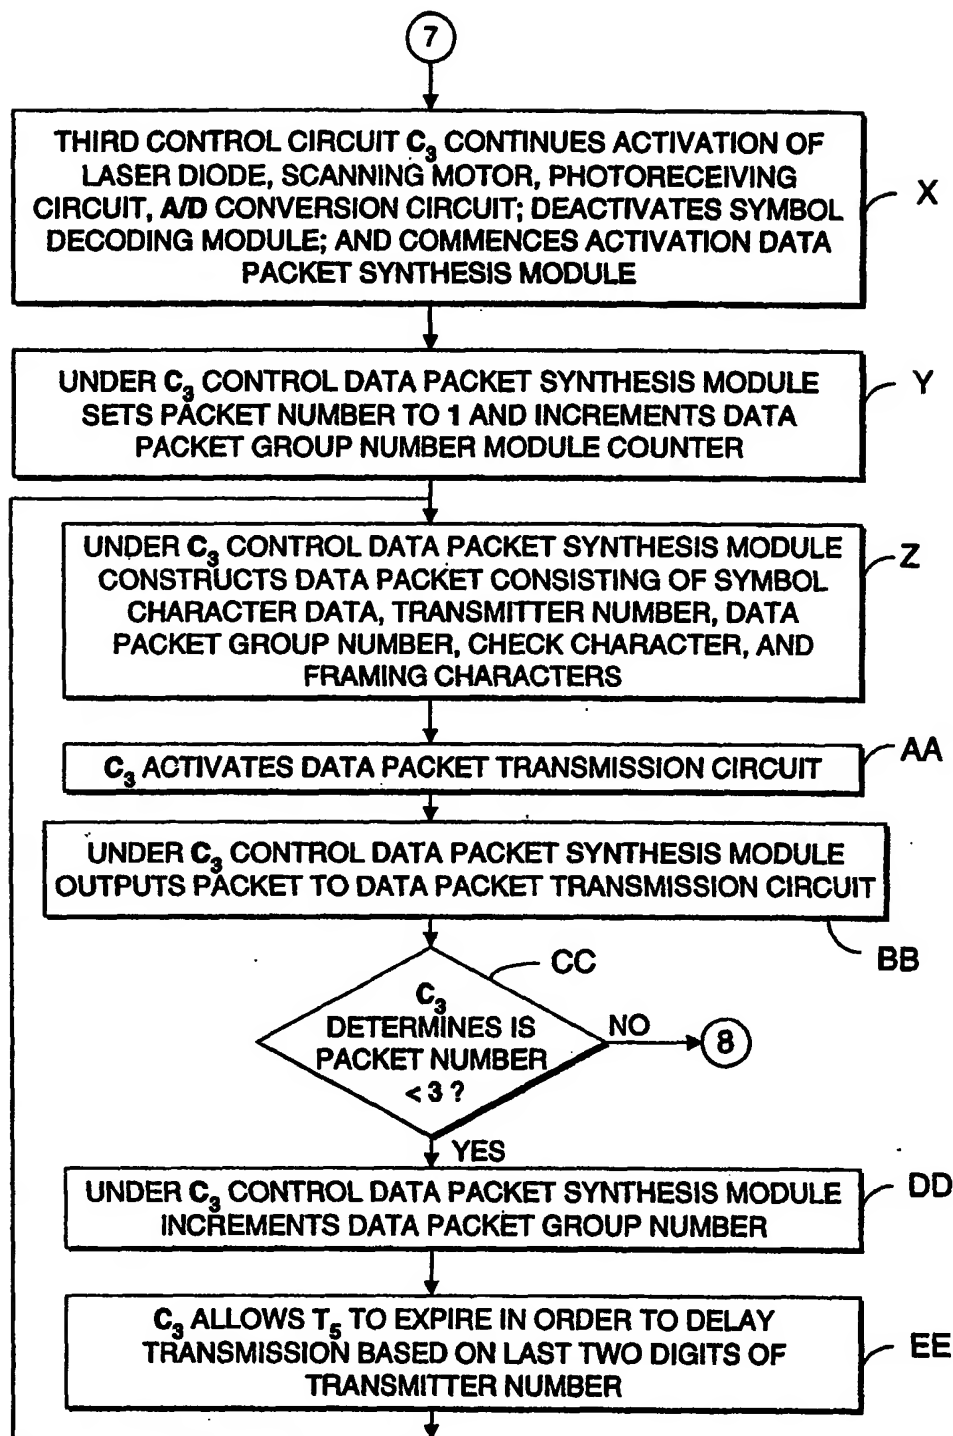 7
THIRD CONTROL CIRCUIT C3 CONTINUES ACTIVATION OF
LASER DIODE, SCANNING MOTOR, PHOTORECEIVING
CIRCUIT, A/D CONVERSION CIRCUIT; DEACTIVATES SYMBOL
DECODING MODULE; AND COMMENCES ACTIVATION DATA
PACKET SYNTHESIS MODULE
X
UNDER C3 CONTROL DATA PACKET SYNTHESIS MODULE
SETS PACKET NUMBER TO 1 AND INCREMENTS DATA
PACKET GROUP NUMBER MODULE COUNTER
Y
UNDER C3 CONTROL DATA PACKET SYNTHESIS MODULE
CONSTRUCTS DATA PACKET CONSISTING OF SYMBOL
CHARACTER DATA, TRANSMITTER NUMBER, DATA
PACKET GROUP NUMBER, CHECK CHARACTER, AND
FRAMING CHARACTERS
Z
C3 ACTIVATES DATA PACKET TRANSMISSION CIRCUIT
AA
UNDER C3 CONTROL DATA PACKET SYNTHESIS MODULE
OUTPUTS PACKET TO DATA PACKET TRANSMISSION CIRCUIT
BB
CC
C3
DETERMINES IS
PACKET NUMBER
< 3 ?
NO
8
YES
UNDER C3 CONTROL DATA PACKET SYNTHESIS MODULE
INCREMENTS DATA PACKET GROUP NUMBER
DD
C3 ALLOWS T5 TO EXPIRE IN ORDER TO DELAY
TRANSMISSION BASED ON LAST TWO DIGITS OF
TRANSMITTER NUMBER
EE